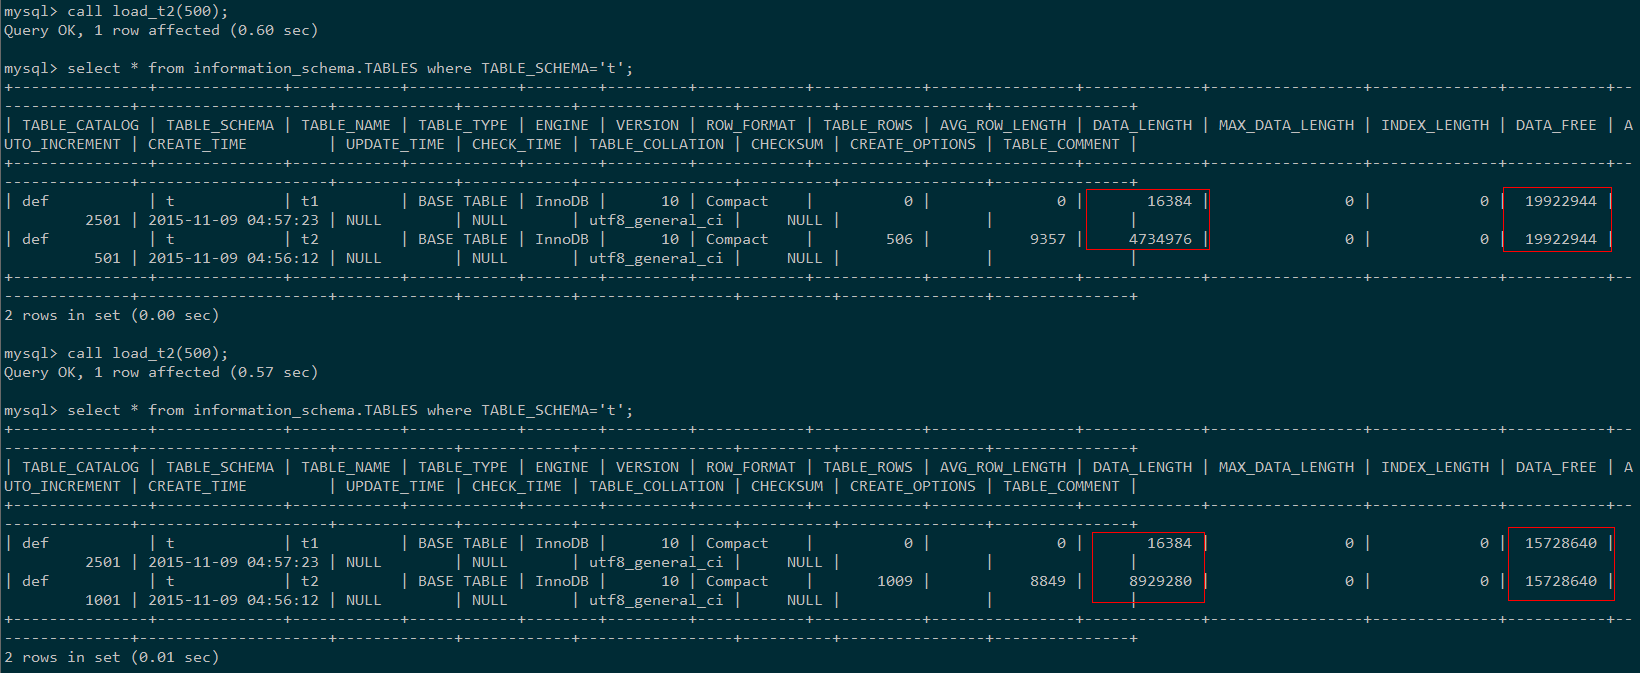 mysql> call load_t2(500);
Query OK, 1 row affected (0.60 sec)

mysql> select * from information_schema.TABLES where TABLE_SCHEMA='t';
+---------------+--------------+------------+------------+--------+---------+------------+------------+----------------+-------------+-----------------+--------------+-----------+--
--------------+---------------------+-------------+------------+-----------------+----------+----------------+---------------+
| TABLE_CATALOG | TABLE_SCHEMA | TABLE_NAME | TABLE_TYPE | ENGINE | VERSION | ROW_FORMAT | TABLE_ROWS | AVG_ROW_LENGTH | DATA_LENGTH | MAX_DATA_LENGTH | INDEX_LENGTH | DATA_FREE | A
UTO_INCREMENT | CREATE_TIME         | UPDATE_TIME | CHECK_TIME | TABLE_COLLATION | CHECKSUM | CREATE_OPTIONS | TABLE_COMMENT |
+---------------+--------------+------------+------------+--------+---------+------------+------------+----------------+-------------+-----------------+--------------+-----------+--
--------------+---------------------+-------------+------------+-----------------+----------+----------------+---------------+
| def           | t            | t1         | BASE TABLE | InnoDB |      10 | Compact    |          0 |              0 |       16384 |               0 |            0 |  19922944 |
         2501 | 2015-11-09 04:57:23 | NULL        | NULL       | utf8_general_ci |     NULL |                |               |
| def           | t            | t2         | BASE TABLE | InnoDB |      10 | Compact    |        506 |           9357 |     4734976 |               0 |            0 |  19922944 |
          501 | 2015-11-09 04:56:12 | NULL        | NULL       | utf8_general_ci |     NULL |                |               |
+---------------+--------------+------------+------------+--------+---------+------------+------------+----------------+-------------+-----------------+--------------+-----------+--
--------------+---------------------+-------------+------------+-----------------+----------+----------------+---------------+
2 rows in set (0.00 sec)

mysql> call load_t2(500);
Query OK, 1 row affected (0.57 sec)

mysql> select * from information_schema.TABLES where TABLE_SCHEMA='t';
+---------------+--------------+------------+------------+--------+---------+------------+------------+----------------+-------------+-----------------+--------------+-----------+--
--------------+---------------------+-------------+------------+-----------------+----------+----------------+---------------+
| TABLE_CATALOG | TABLE_SCHEMA | TABLE_NAME | TABLE_TYPE | ENGINE | VERSION | ROW_FORMAT | TABLE_ROWS | AVG_ROW_LENGTH | DATA_LENGTH | MAX_DATA_LENGTH | INDEX_LENGTH | DATA_FREE | A
UTO_INCREMENT | CREATE_TIME         | UPDATE_TIME | CHECK_TIME | TABLE_COLLATION | CHECKSUM | CREATE_OPTIONS | TABLE_COMMENT |
+---------------+--------------+------------+------------+--------+---------+------------+------------+----------------+-------------+-----------------+--------------+-----------+--
--------------+---------------------+-------------+------------+-----------------+----------+----------------+---------------+
| def           | t            | t1         | BASE TABLE | InnoDB |      10 | Compact    |          0 |              0 |       16384 |               0 |            0 |  15728640 |
         2501 | 2015-11-09 04:57:23 | NULL        | NULL       | utf8_general_ci |     NULL |                |               |
| def           | t            | t2         | BASE TABLE | InnoDB |      10 | Compact    |       1009 |           8849 |     8929280 |               0 |            0 |  15728640 |
         1001 | 2015-11-09 04:56:12 | NULL        | NULL       | utf8_general_ci |     NULL |                |               |
+---------------+--------------+------------+------------+--------+---------+------------+------------+----------------+-------------+-----------------+--------------+-----------+--
--------------+---------------------+-------------+------------+-----------------+----------+----------------+---------------+
2 rows in set (0.01 sec)